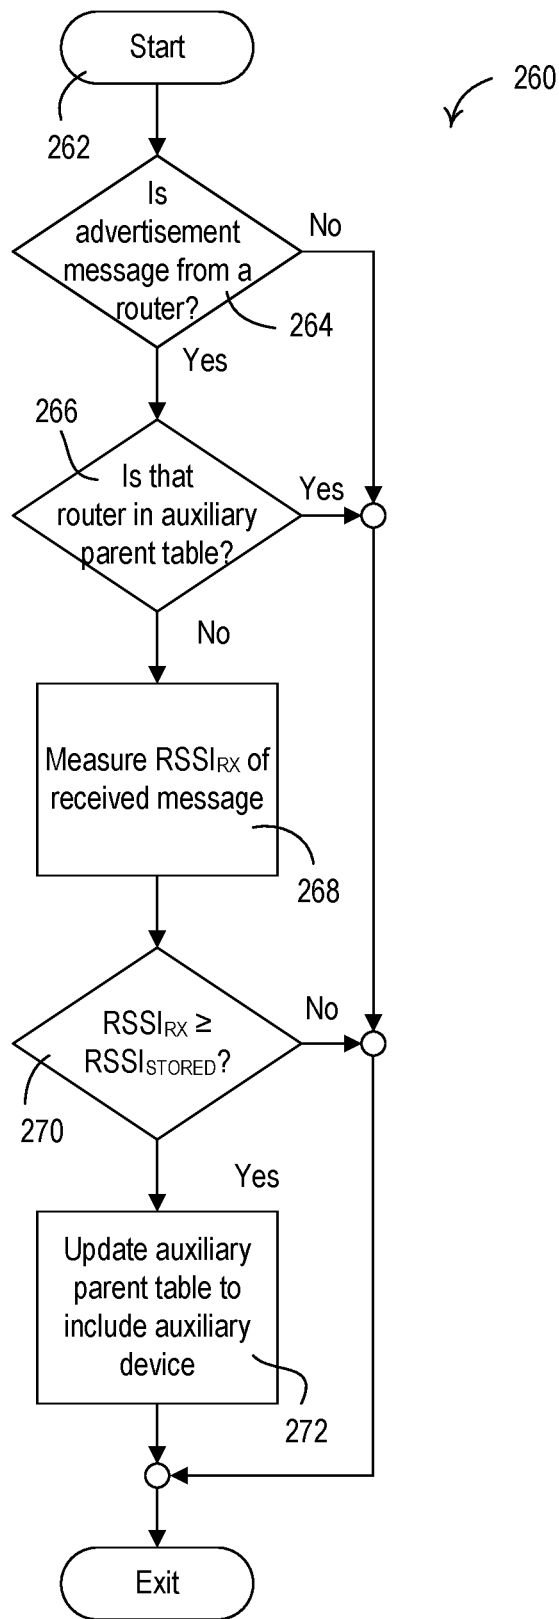 Start
260
262
Is
advertisement
message from a
router?
No
264
Yes
266
Is that
router in auxiliary
parent table?
Yes
No
Measure RSSIRX of
received message
268
RSSIRX ≥
RSSISTORED?
No
270
Yes
Update auxiliary
parent table to
include auxiliary
device
272
Exit